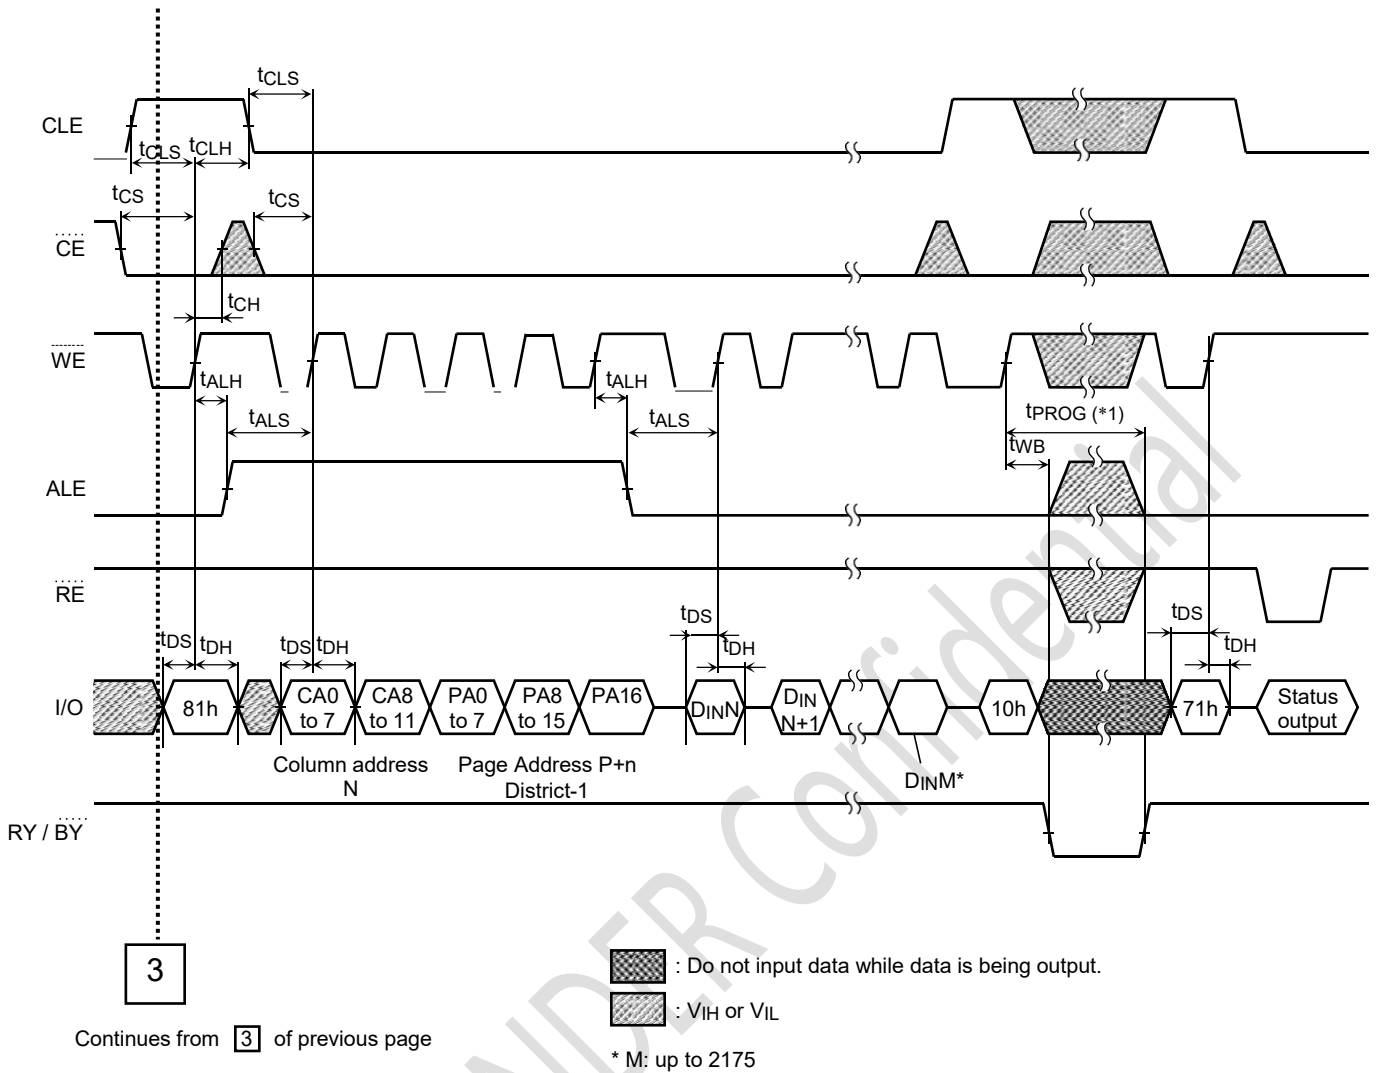 tCLS
CLE
tCLS tCLH
tCS tCS
CE
tCH
WE
tALH tALH
tALS tALS tPROG (*1)
tWB
ALE
RE
tDS tDH tDS tDH tDS tDH tDS tDH
I/O 81h CA0 to 7 CA8 to 11 PA0 to 7 PA8 to 15 PA16 DINN DIN N+1 10h 71h Status output
DINM*
Column address N
Page Address P+n District-1
RY / BY
3
: Do not input data while data is being output.
: VIH or VIL
Continues from 3 of previous page
* M: up to 2175
NDER Confidential